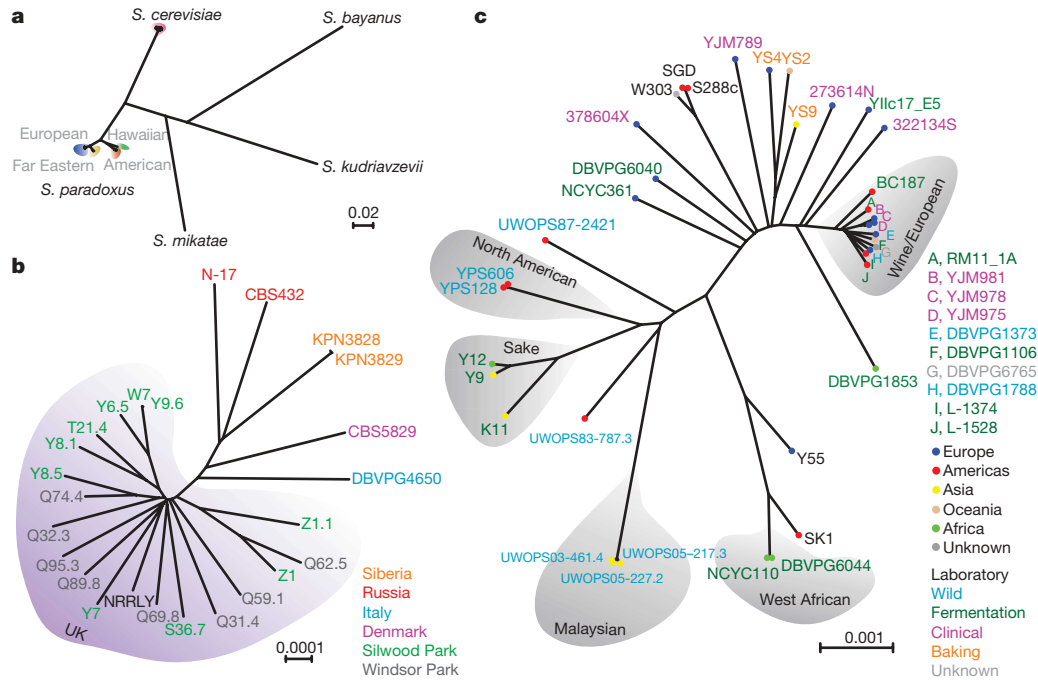 a
S. cerevisiae
S. bayanus
European
Hawaiian
Far Eastern
American
S. paradoxus
S. kudriavzevii
S. mikatae
0.02
b
N-17
CBS432
KPN3828
KPN3829
CBS5829
DBVPG4650
W7
Y6.5
Y9.6
T21.4
Y8.1
Y8.5
Q74.4
Q32.3
Q95.3
Q89.8
Y7
NRRLY
Q69.8
S36.7
Q31.4
Q59.1
Z1
Q62.5
Z1.1
UK
0.0001
Siberia
Russia
Italy
Denmark
Silwood Park
Windsor Park
c
YJM789
YS4
YS2
SGD
S288c
W303
378604X
YS9
273614N
YIIc17_E5
322134S
DBVPG6040
NCYC361
UWOPS87-2421
North American
YPS606
YPS128
Sake
Y12
Y9
K11
UWOPS83-787.3
UWOPS03-461.4
UWOPS05-217.3
UWOPS05-227.2
Malaysian
Y55
SK1
NCYC110
DBVPG6044
West African
DBVPG1853
BC187
A
B
C
D
E
F
G
H
I
J
Wine/European
A, RM11_1A
B, YJM981
C, YJM978
D, YJM975
E, DBVPG1373
F, DBVPG1106
G, DBVPG6765
H, DBVPG1788
I, L-1374
J, L-1528
Europe
Americas
Asia
Oceania
Africa
Unknown
Laboratory
Wild
Fermentation
Clinical
Baking
Unknown
0.001